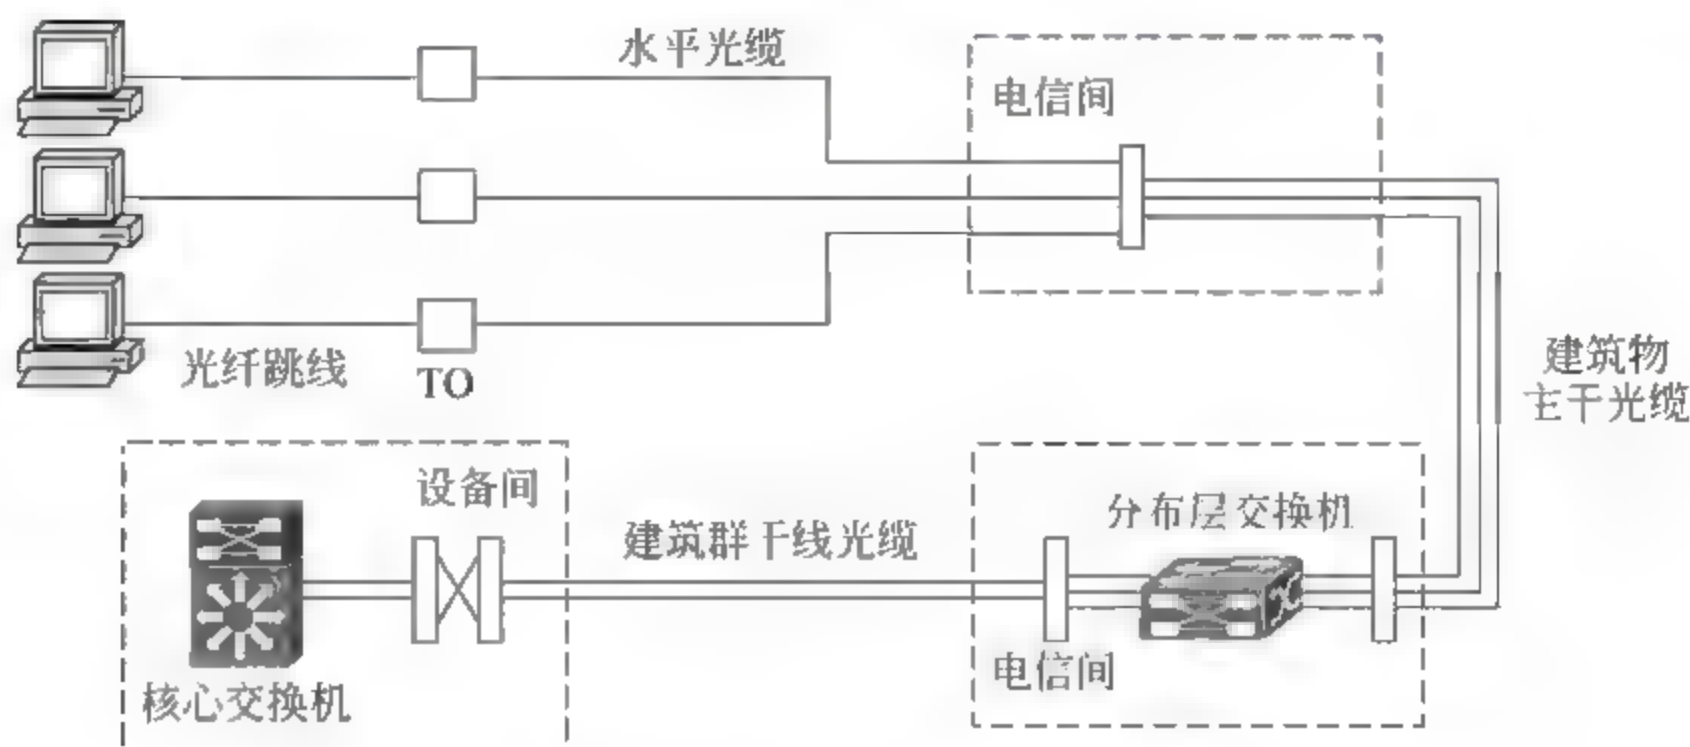 水平光缆
电信间
光纤跳线
TO
建筑物
主干光缆
设备间
建筑群干线光缆
分布层交换机
电信间
核心交换机